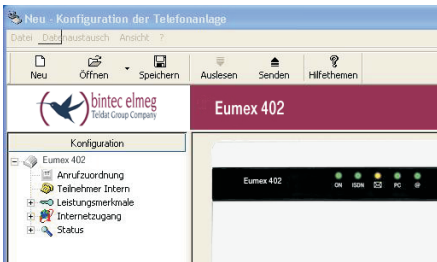 Neu - Konfiguration der Telefonanlage
Datei Datenaustausch Ansicht ?
Neu Öffnen Speichern Auslesen Senden Hilfethemen
bintec elmeg
Teldat Group Company
Eumex 402
Konfiguration
Eumex 402
Anrufzuordnung
Teilnehmer Intern
Leistungsmerkmale
Internetzugang
Status
Eumex 402
ON ISDN PC @